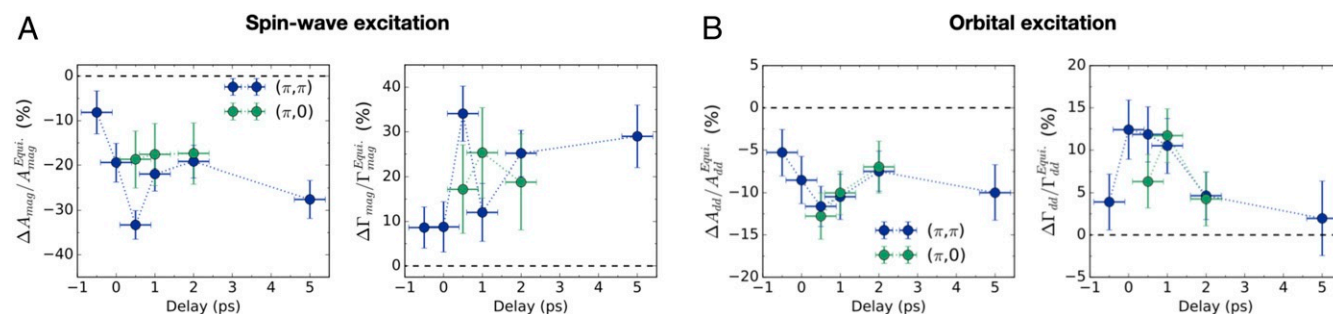 A
Spin-wave excitation
ΔA_mag/A_mag^Equi. (%)
0
−10
−20
−30
−40
(π,π)
(π,0)
−1 0 1 2 3 4 5
Delay (ps)
ΔΓ_mag/Γ_mag^Equi. (%)
40
30
20
10
0
−1 0 1 2 3 4 5
Delay (ps)
B
Orbital excitation
ΔA_dd/A_dd^Equi. (%)
5
0
−5
−10
−15
−20
(π,π)
(π,0)
−1 0 1 2 3 4 5
Delay (ps)
ΔΓ_dd/Γ_dd^Equi. (%)
20
15
10
5
0
−5
−1 0 1 2 3 4 5
Delay (ps)